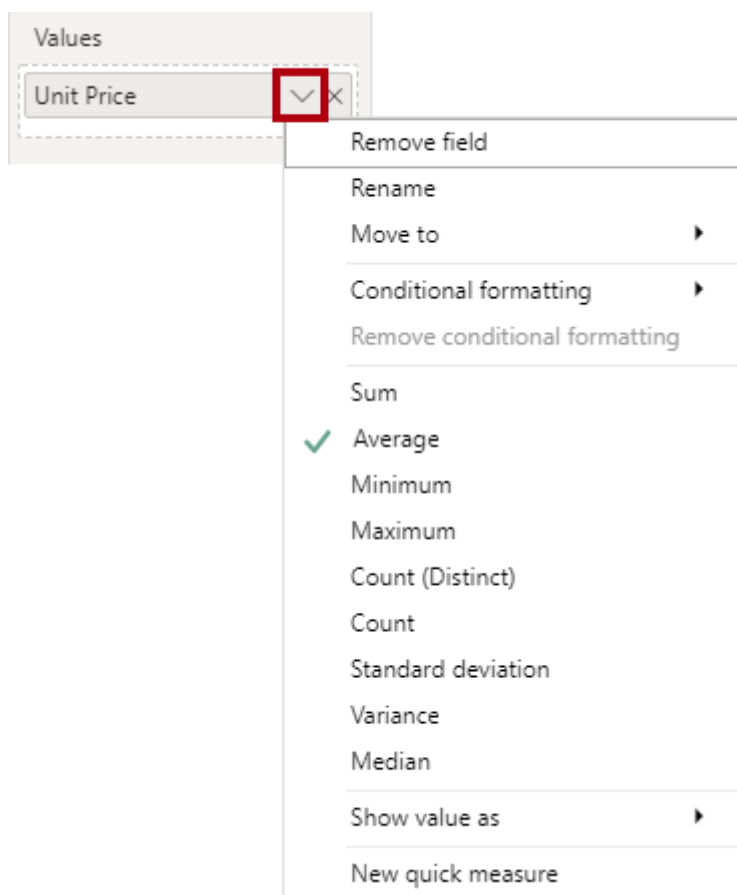 Values
Unit Price
Remove field
Rename
Move to
Conditional formatting
Remove conditional formatting
Sum
Average
Minimum
Maximum
Count (Distinct)
Count
Standard deviation
Variance
Median
Show value as
New quick measure